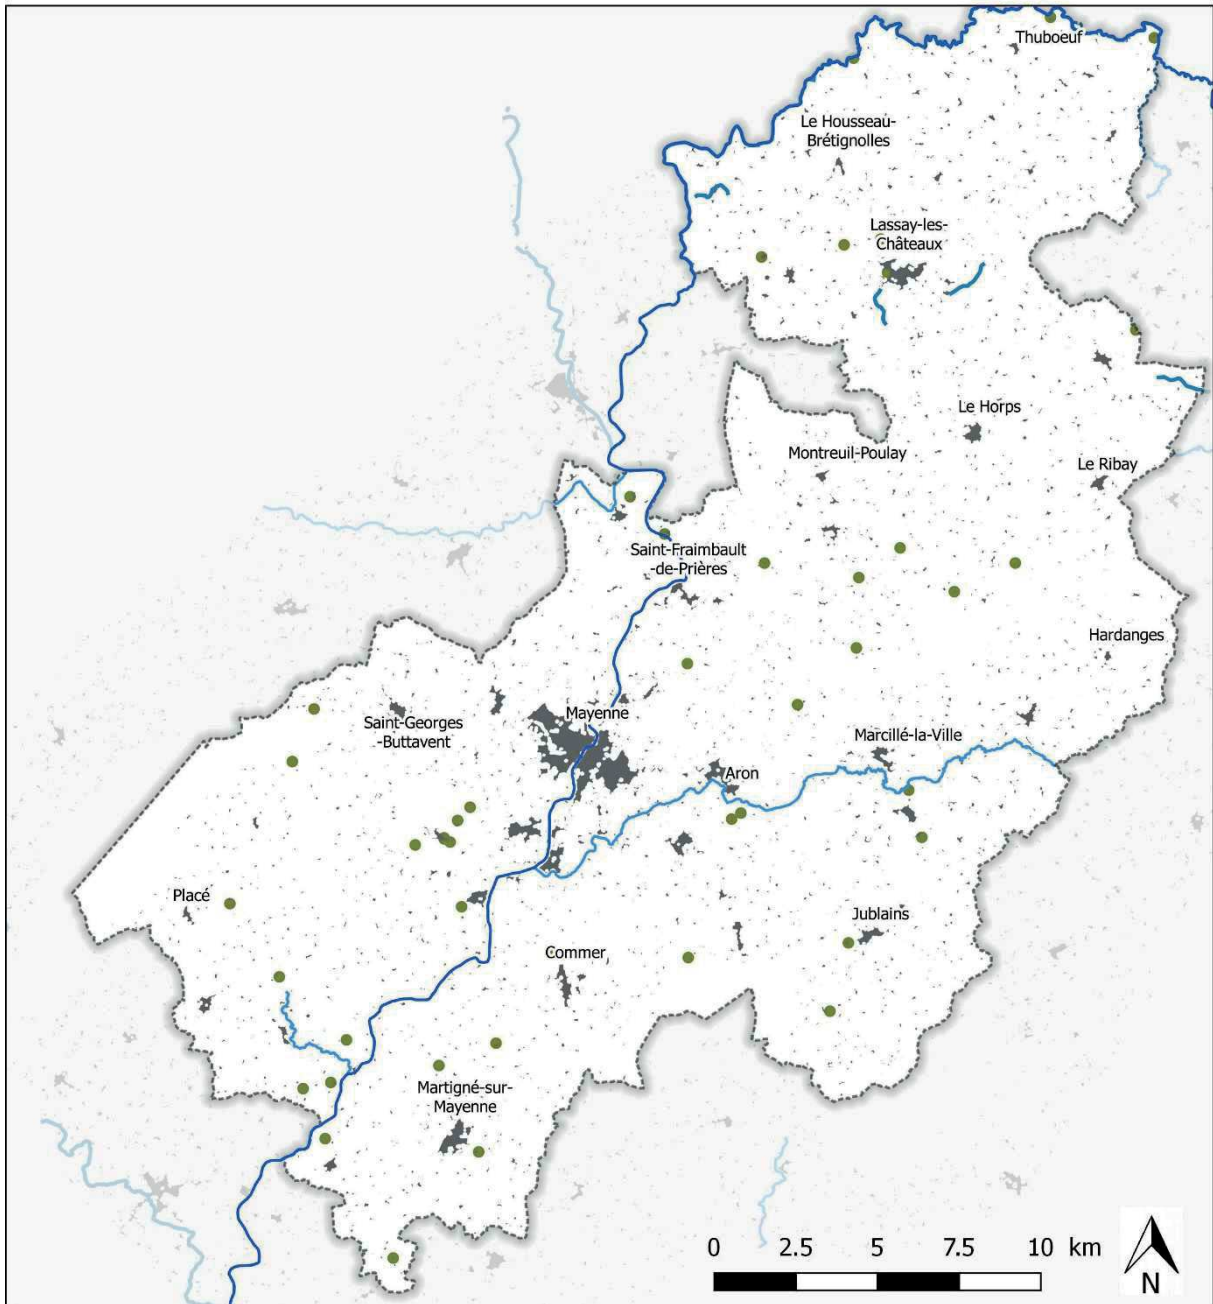 Thuboeuf
Le Housseau-
Brétignolles
Lassay-les-
Châteaux
Le Horps
Montreuil-Poulay
Le Ribay
Saint-Fraimbault
-de-Prières
Hardanges
Mayenne
Saint-Georges
-Buttavent
Marcillé-la-Ville
Aron
Placé
Jublains
Commer
Martigné-sur-
Mayenne
0 2.5 5 7.5 10 km
N